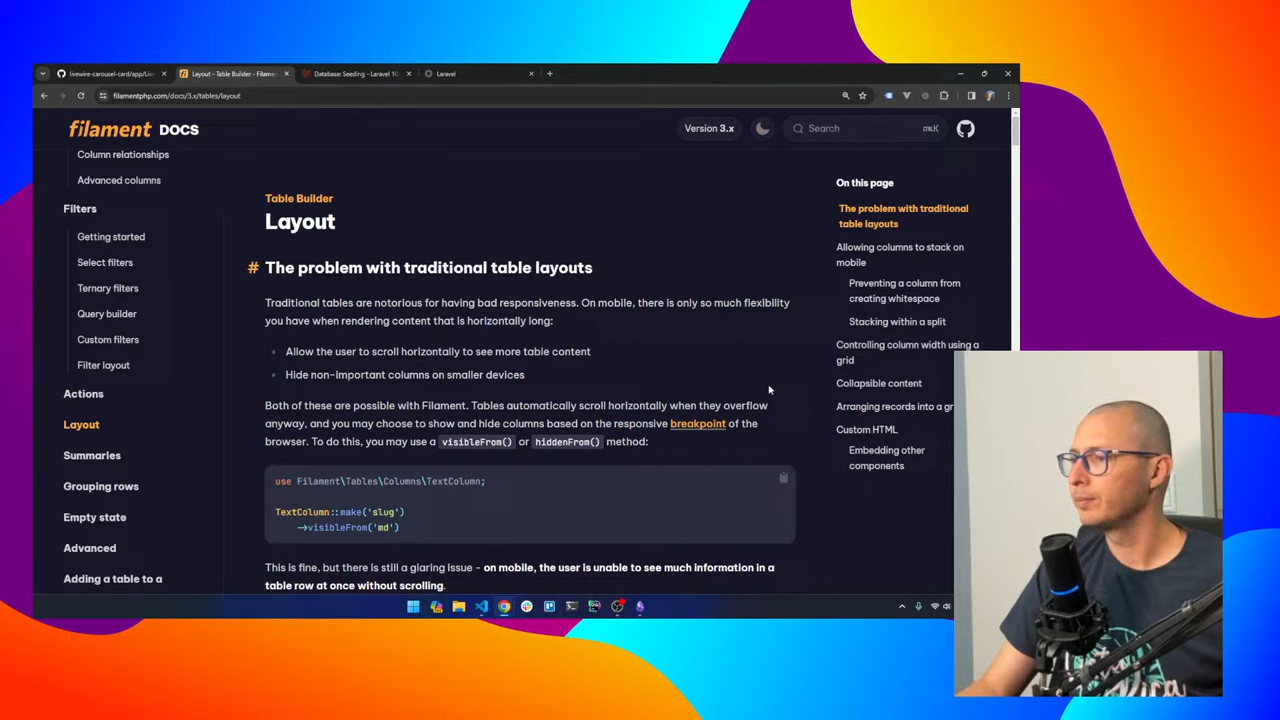 livewire-carousel-card/app/Liv
Layout - Table Builder - Filame
Database: Seeding - Laravel 10
Laravel
filamentphp.com/docs/3.x/tables/layout
filament DOCS
Version 3.x
Search
Column relationships
Advanced columns
Filters
Getting started
Select filters
Ternary filters
Query builder
Custom filters
Filter layout
Actions
Layout
Summaries
Grouping rows
Empty state
Advanced
Adding a table to a
Table Builder
Layout
# The problem with traditional table layouts
Traditional tables are notorious for having bad responsiveness. On mobile, there is only so much flexibility
you have when rendering content that is horizontally long:
Allow the user to scroll horizontally to see more table content
Hide non-important columns on smaller devices
Both of these are possible with Filament. Tables automatically scroll horizontally when they overflow
anyway, and you may choose to show and hide columns based on the responsive breakpoint of the
browser. To do this, you may use a visibleFrom() or hiddenFrom() method:
use Filament\Tables\Columns\TextColumn;
TextColumn::make('slug')
->visibleFrom('md')
This is fine, but there is still a glaring issue - on mobile, the user is unable to see much information in a
table row at once without scrolling.
On this page
The problem with traditional
table layouts
Allowing columns to stack on
mobile
Preventing a column from
creating whitespace
Stacking within a split
Controlling column width using a
grid
Collapsible content
Arranging records into a gr
Custom HTML
Embedding other
components